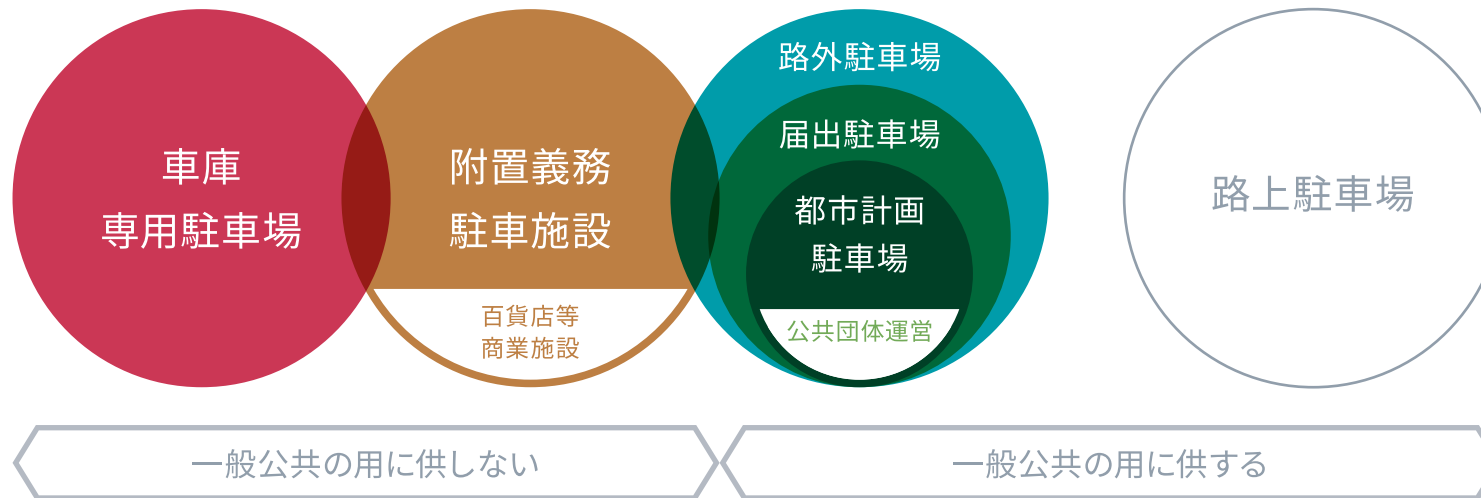 車庫
専用駐車場
附置義務
駐車施設
百貨店等
商業施設
路外駐車場
届出駐車場
都市計画
駐車場
公共団体運営
路上駐車場
一般公共の用に供しない
一般公共の用に供する